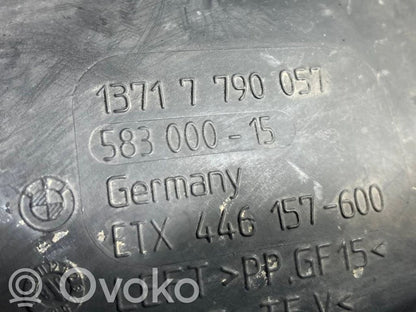 1371 7 790 057
583 000-15
Germany
ETX 446 157-600
>PP.GF15<
ovoko